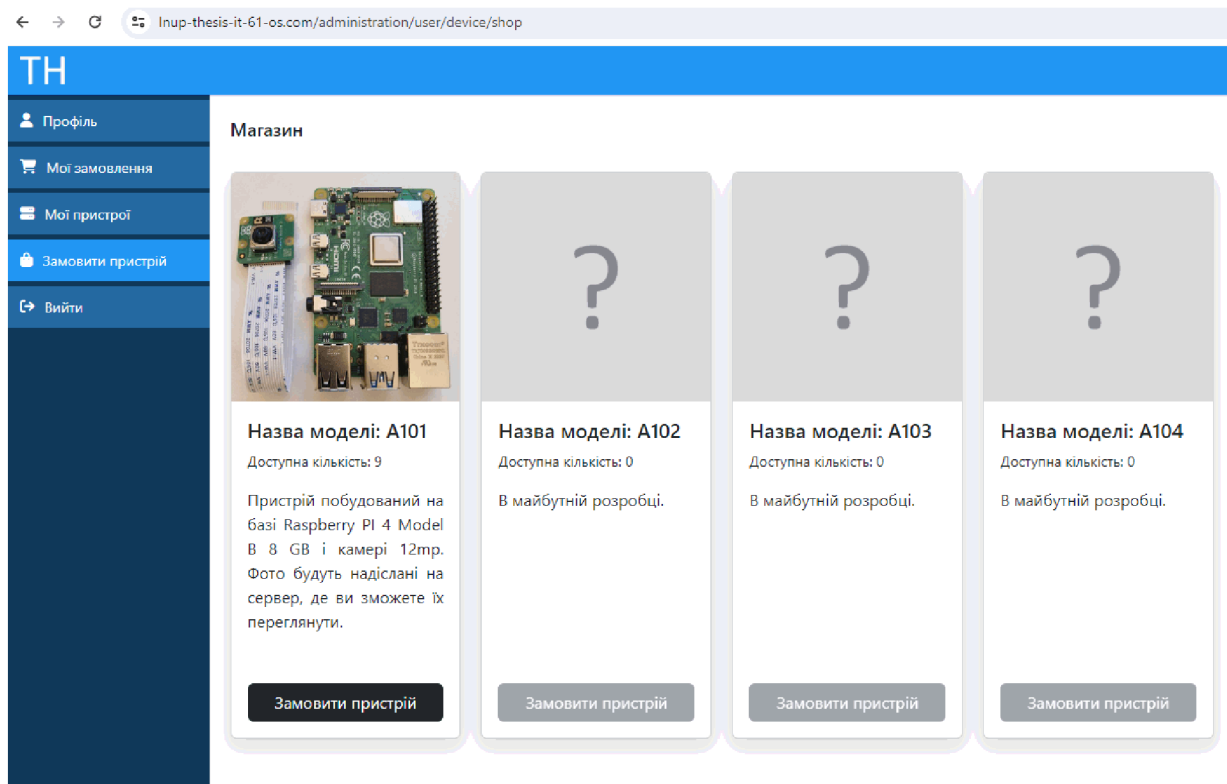 lnup-thesis-it-61-os.com/administration/user/device/shop
TH
Профіль
Мої замовлення
Мої пристрої
Замовити пристрій
Вийти
Магазин
HDMI
?
?
?
Назва моделі: A101
Доступна кількість: 9
Пристрій побудований на
базі Raspberry PI 4 Model
B 8 GB і камері 12mp.
Фото будуть надіслані на
сервер, де ви зможете їх
переглянути.
Замовити пристрій
Назва моделі: A102
Доступна кількість: 0
В майбутній розробці.
Замовити пристрій
Назва моделі: A103
Доступна кількість: 0
В майбутній розробці.
Замовити пристрій
Назва моделі: A104
Доступна кількість: 0
В майбутній розробці.
Замовити пристрій